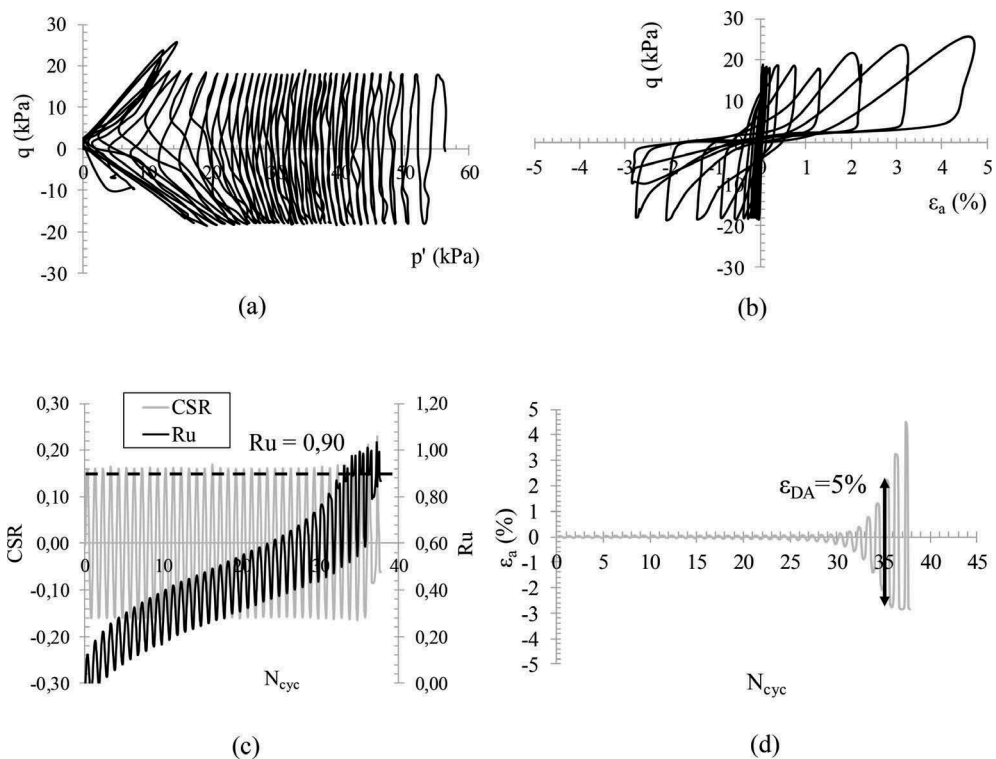 30
20
10
0
-10
-20
-30
q (kPa)
0 10 20 30 40 50 60
p' (kPa)
(a)
30
20
10
-10
-20
-30
q (kPa)
-5 -4 -3 -2 -1 0 1 2 3 4 5
εa (%)
(b)
0,30
0,20
0,10
0,00
-0,10
-0,20
-0,30
CSR
CSR
Ru
Ru = 0,90
0 10 20 30 40
1,20
1,00
0,80
0,60
0,40
0,20
0,00
Ru
Ncyc
(c)
5
4
3
2
1
0
-1
-2
-3
-4
-5
εa (%)
εDA=5%
0 5 10 15 20 25 30 35 40 45
Ncyc
(d)